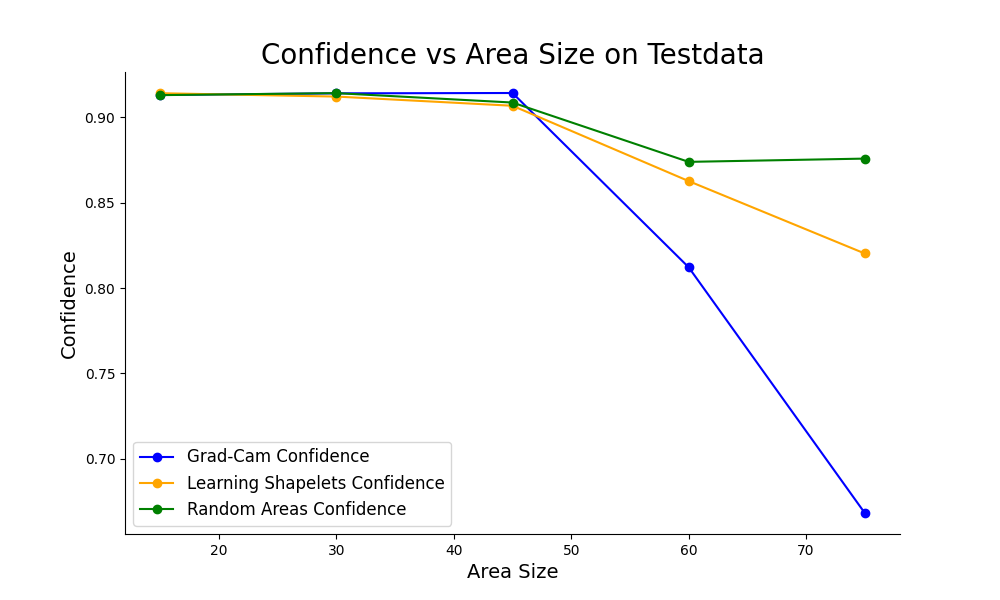 Confidence vs Area Size on Testdata
Confidence
0.90
0.85
0.80
0.75
0.70
Grad-Cam Confidence
Learning Shapelets Confidence
Random Areas Confidence
20 30 40 50 60 70
Area Size